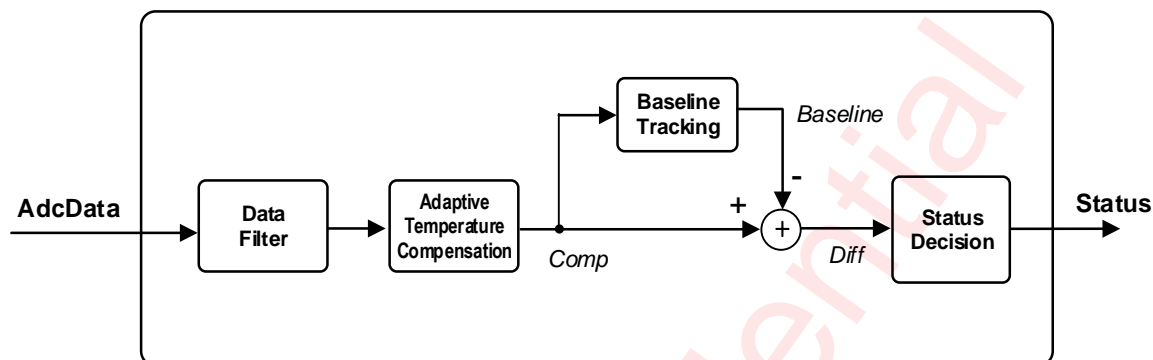 Baseline
Tracking
Baseline
-
AdcData
Data
Filter
Adaptive
Temperature
Compensation
Comp
+
+
Diff
Status
Decision
Status